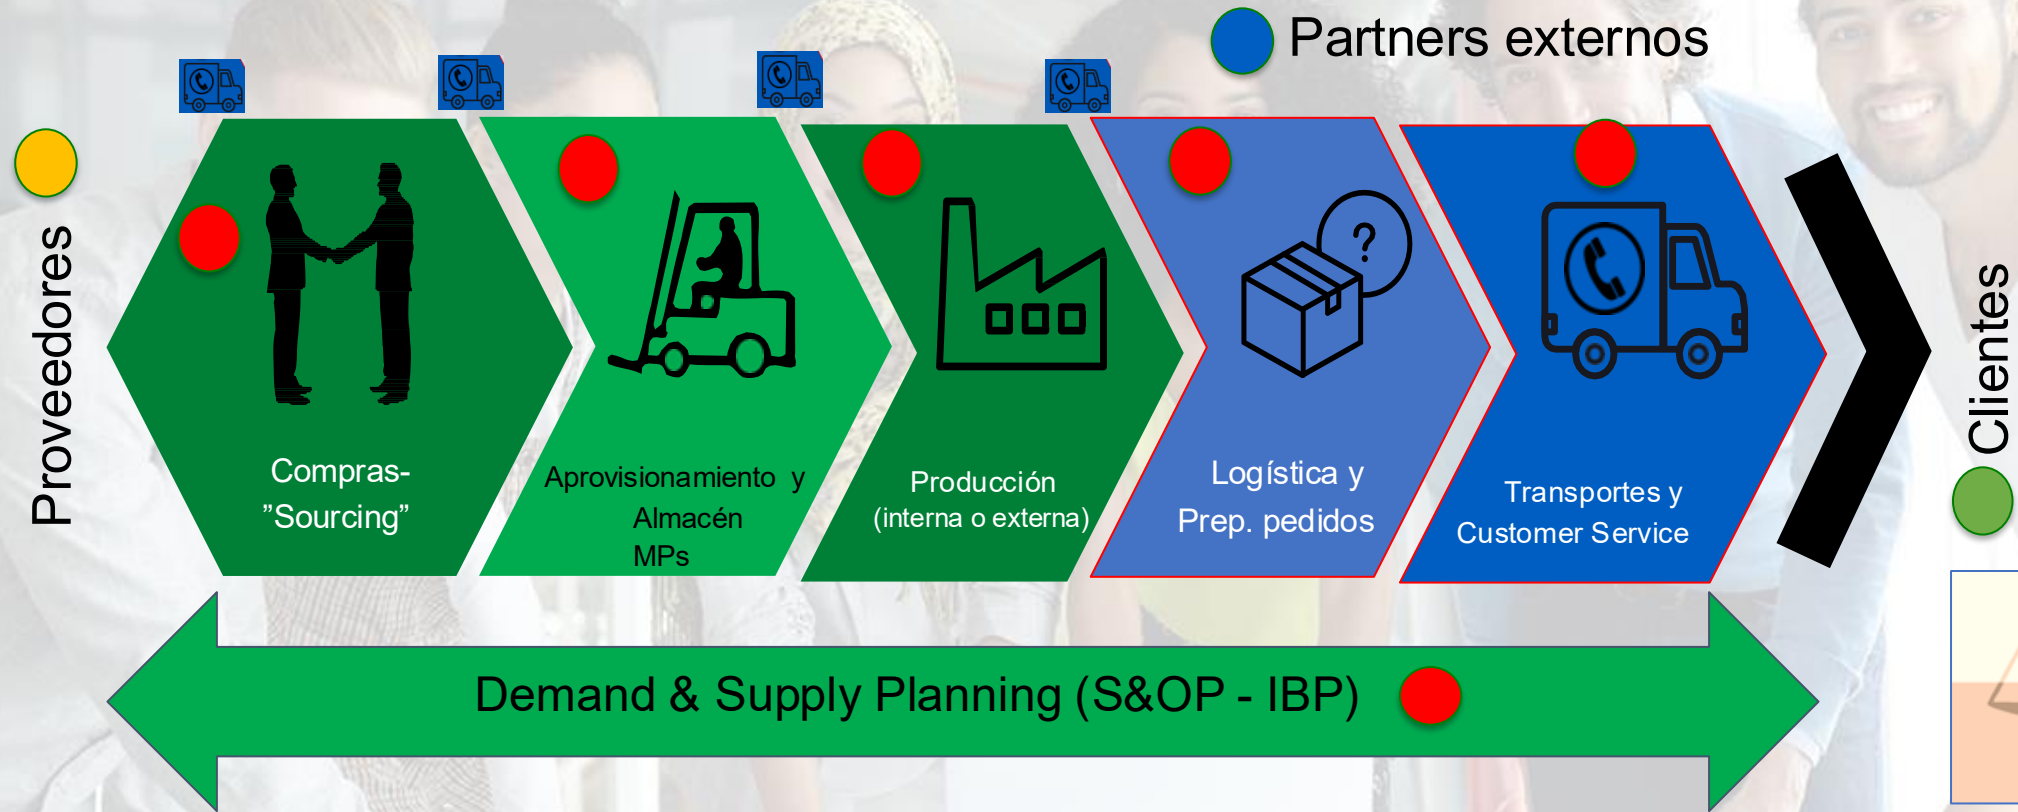 Partners externos
Proveedores
Compras-
”Sourcing”
Aprovisionamiento y
Almacén
MPs
Producción
(interna o externa)
?
Logística y
Prep. pedidos
Transportes y
Customer Service
Clientes
Demand & Supply Planning (S&OP - IBP)